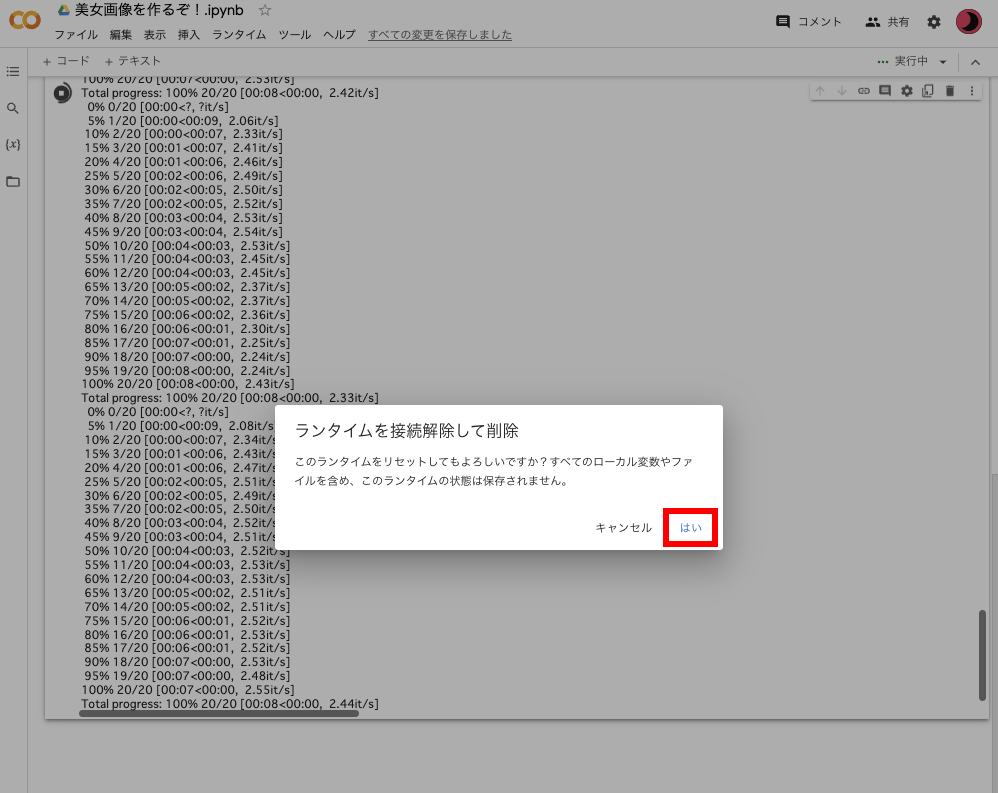 美女画像を作るぞ！.ipynb
ファイル 編集 表示 挿入 ランタイム ツール ヘルプ すべての変更を保存しました
コメント 共有
+ コード + テキスト
実行中
100% 20/20 [00:07<00:00, 2.53it/s]
Total progress: 100% 20/20 [00:08<00:00, 2.42it/s]
0% 0/20 [00:00<?, ?it/s]
5% 1/20 [00:00<00:09, 2.06it/s]
10% 2/20 [00:00<00:07, 2.33it/s]
15% 3/20 [00:01<00:07, 2.41it/s]
20% 4/20 [00:01<00:06, 2.46it/s]
25% 5/20 [00:02<00:06, 2.49it/s]
30% 6/20 [00:02<00:05, 2.50it/s]
35% 7/20 [00:02<00:05, 2.52it/s]
40% 8/20 [00:03<00:04, 2.53it/s]
45% 9/20 [00:03<00:04, 2.54it/s]
50% 10/20 [00:04<00:03, 2.53it/s]
55% 11/20 [00:04<00:03, 2.45it/s]
60% 12/20 [00:04<00:03, 2.45it/s]
65% 13/20 [00:05<00:02, 2.37it/s]
70% 14/20 [00:05<00:02, 2.37it/s]
75% 15/20 [00:06<00:02, 2.36it/s]
80% 16/20 [00:06<00:01, 2.30it/s]
85% 17/20 [00:07<00:01, 2.25it/s]
90% 18/20 [00:07<00:00, 2.24it/s]
95% 19/20 [00:08<00:00, 2.24it/s]
100% 20/20 [00:08<00:00, 2.43it/s]
Total progress: 100% 20/20 [00:08<00:00, 2.33it/s]
0% 0/20 [00:00<?, ?it/s]
5% 1/20 [00:00<00:09, 2.08it/s
10% 2/20 [00:00<00:07, 2.34it/s
15% 3/20 [00:01<00:06, 2.43it/s
20% 4/20 [00:01<00:06, 2.47it/s
25% 5/20 [00:02<00:05, 2.51it/s
30% 6/20 [00:02<00:05, 2.49it/s
35% 7/20 [00:02<00:05, 2.50it/s
40% 8/20 [00:03<00:04, 2.52it/s
45% 9/20 [00:03<00:04, 2.51it/s
50% 10/20 [00:04<00:03, 2.52it/s]
55% 11/20 [00:04<00:03, 2.53it/s]
60% 12/20 [00:04<00:03, 2.53it/s]
65% 13/20 [00:05<00:02, 2.51it/s]
70% 14/20 [00:05<00:02, 2.51it/s]
75% 15/20 [00:06<00:01, 2.52it/s]
80% 16/20 [00:06<00:01, 2.53it/s]
85% 17/20 [00:06<00:01, 2.52it/s]
90% 18/20 [00:07<00:00, 2.53it/s]
95% 19/20 [00:07<00:00, 2.48it/s]
100% 20/20 [00:07<00:00, 2.55it/s]
Total progress: 100% 20/20 [00:08<00:00, 2.44it/s]
ランタイムを接続解除して削除
このランタイムをリセットしてもよろしいですか？すべてのローカル変数やファ
イルを含め、このランタイムの状態は保存されません。
キャンセル はい